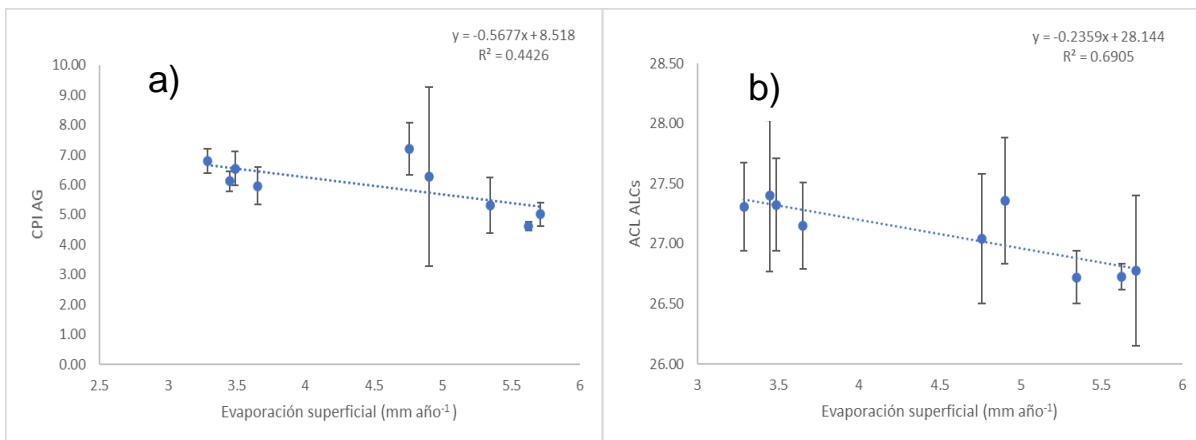 y = -0.5677x + 8.518
R² = 0.4426
a)
10.00
9.00
8.00
7.00
6.00
5.00
4.00
3.00
2.00
1.00
0.00
CPI AG
2.5 3 3.5 4 4.5 5 5.5 6
Evaporación superficial (mm año⁻¹)
y = -0.2359x + 28.144
R² = 0.6905
b)
28.50
28.00
27.50
27.00
26.50
26.00
ACL ALCs
3 3.5 4 4.5 5 5.5 6
Evaporación superficial (mm año⁻¹)